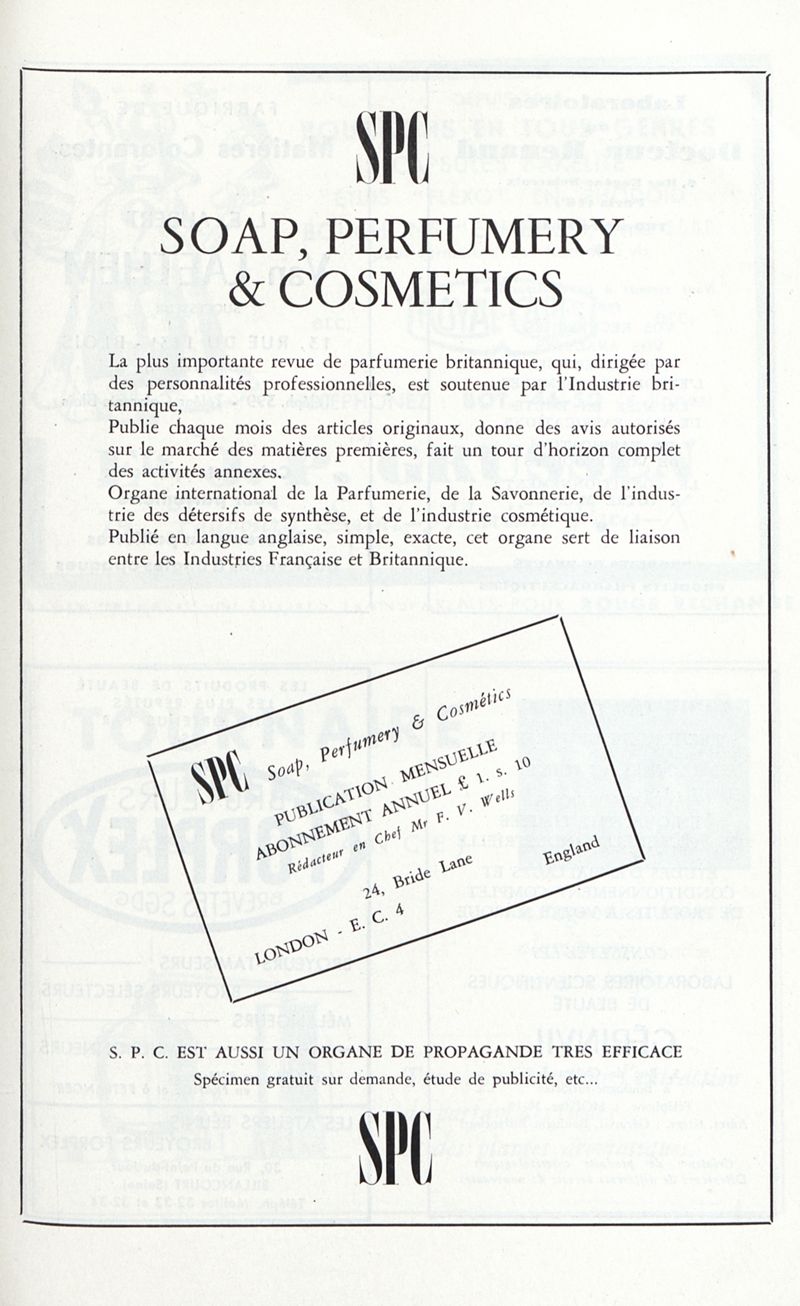 SPC
SOAP, PERFUMERY
& COSMETICS
La plus importante revue de parfumerie britannique, qui, dirigée par
des personnalités professionnelles, est soutenue par l'Industrie bri-
tannique,
Publie chaque mois des articles originaux, donne des avis autorisés
sur le marché des matières premières, fait un tour d'horizon complet
des activités annexes.
Organe international de la Parfumerie, de la Savonnerie, de l'indus-
trie des détersifs de synthèse, et de l'industrie cosmétique.
Publié en langue anglaise, simple, exacte, cet organe sert de liaison
entre les Industries Française et Britannique.
SPC Soap, Perfumery & Cosmétics
PUBLICATION MENSUELLE
ABONNEMENT ANNUEL £ 1. s. 10
Rédacteur en Chef Mr F. V. Wells
24, Bride Lane
LONDON - E. C. 4 England
S. P. C. EST AUSSI UN ORGANE DE PROPAGANDE TRES EFFICACE
Spécimen gratuit sur demande, étude de publicité, etc...
SPC